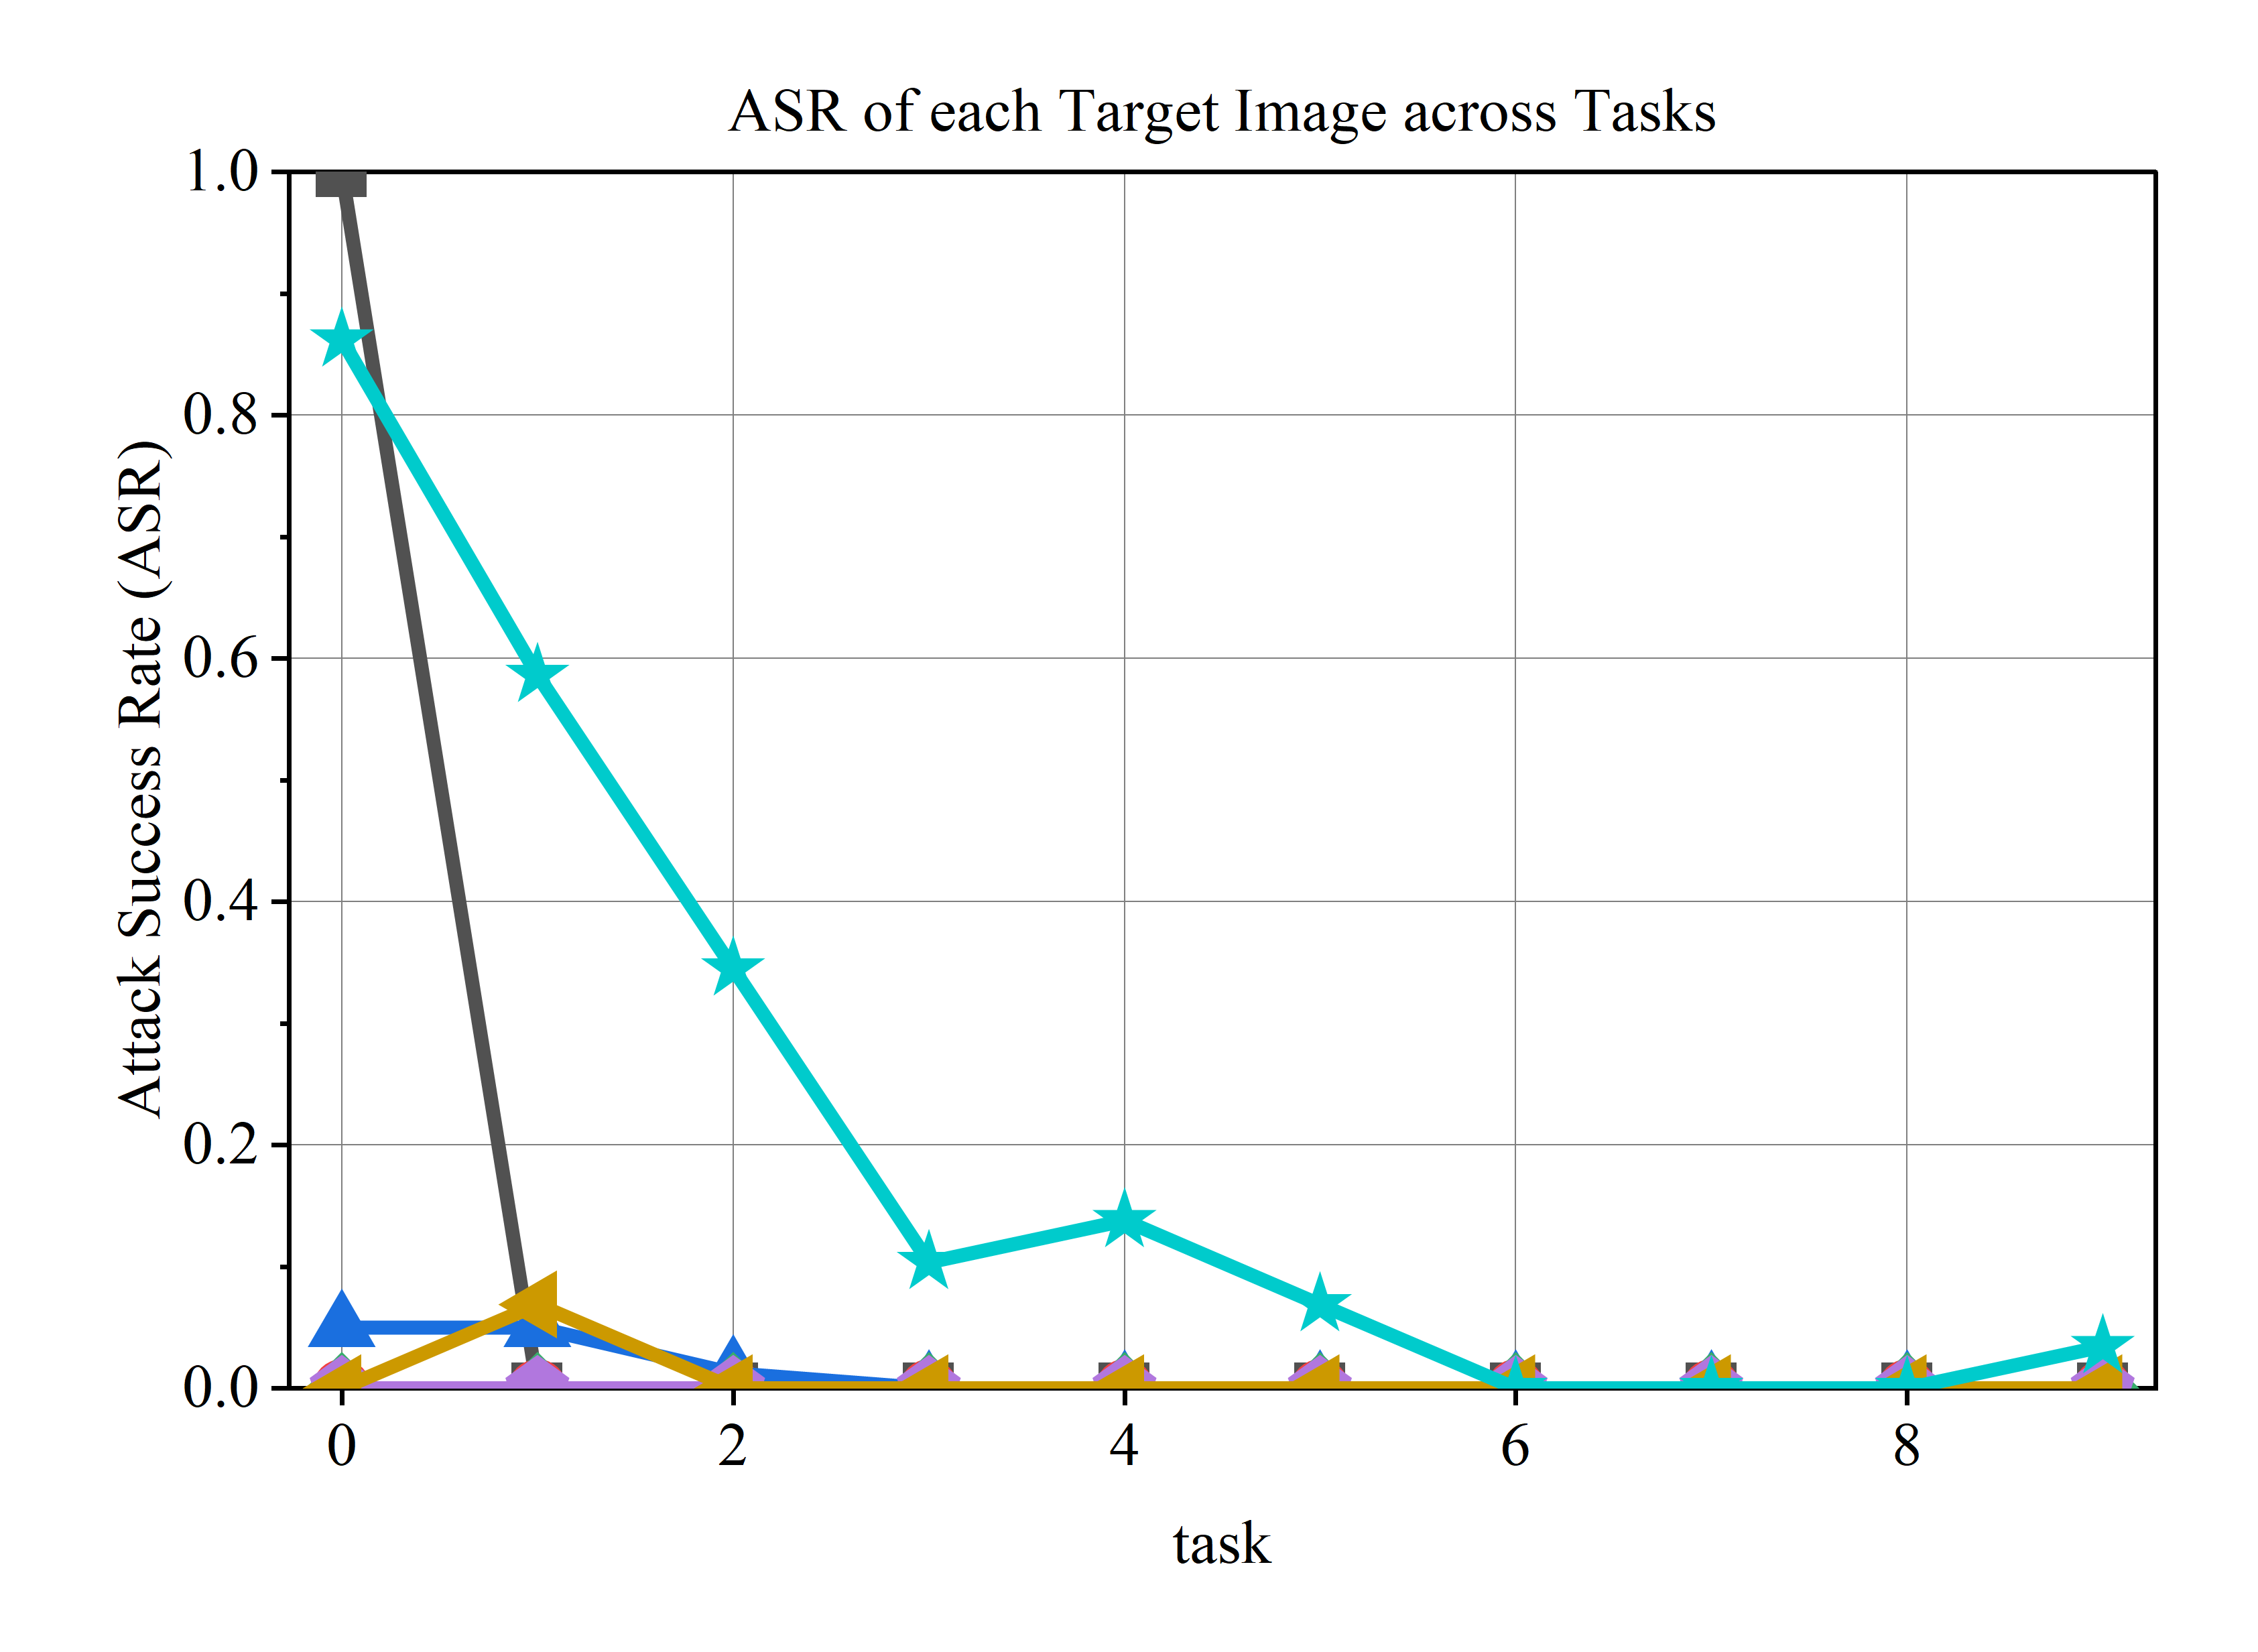 ASR of each Target Image across Tasks
Attack Success Rate (ASR)
1.0
0.8
0.6
0.4
0.2
0.0
0 2 4 6 8
task